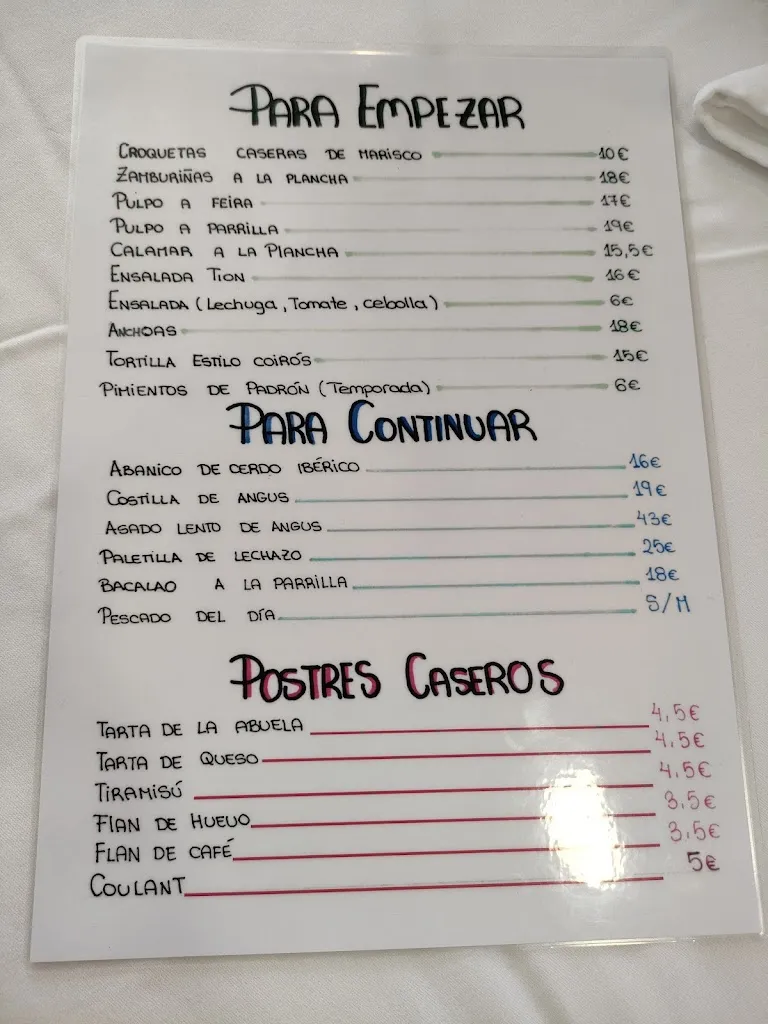 PARA EMPEZAR
CROQUETAS CASERAS DE MARISCO 10€
ZAMBURIÑAS A LA PLANCHA 18€
PULPO A FEIRA 17€
PULPO A PARRILLA 19€
CALAMAR A LA PlANCHA 15,5€
ENSALADA TION 16€
ENSALADA (Lechuga, Tomate, cebolla) 6€
ANCHOAS 18€
TORTILLA ESTILO COIRÓS 15€
PIMIENTOS DE PADRÓN (Temporada) 6€
PARA CONTINUAR
ABANICO DE CERDO IBÉRICO 16€
COSTILLA DE ANGUS 19€
ASADO LENTO DE ANGUS 43€
PALETILLA DE LECHAZO 25€
BACALAO A LA PARRILLA 18€
PESCADO DEL DÍA S/M
POSTRES CASEROS
TARTA DE LA ABUELA 4,5€
TARTA DE QUESO 4.5€
TIRAMISÚ 4.5€
FlAN DE HUEVO 3.5€
FLAN DE CAFÉ 3.5€
COULANT 5€